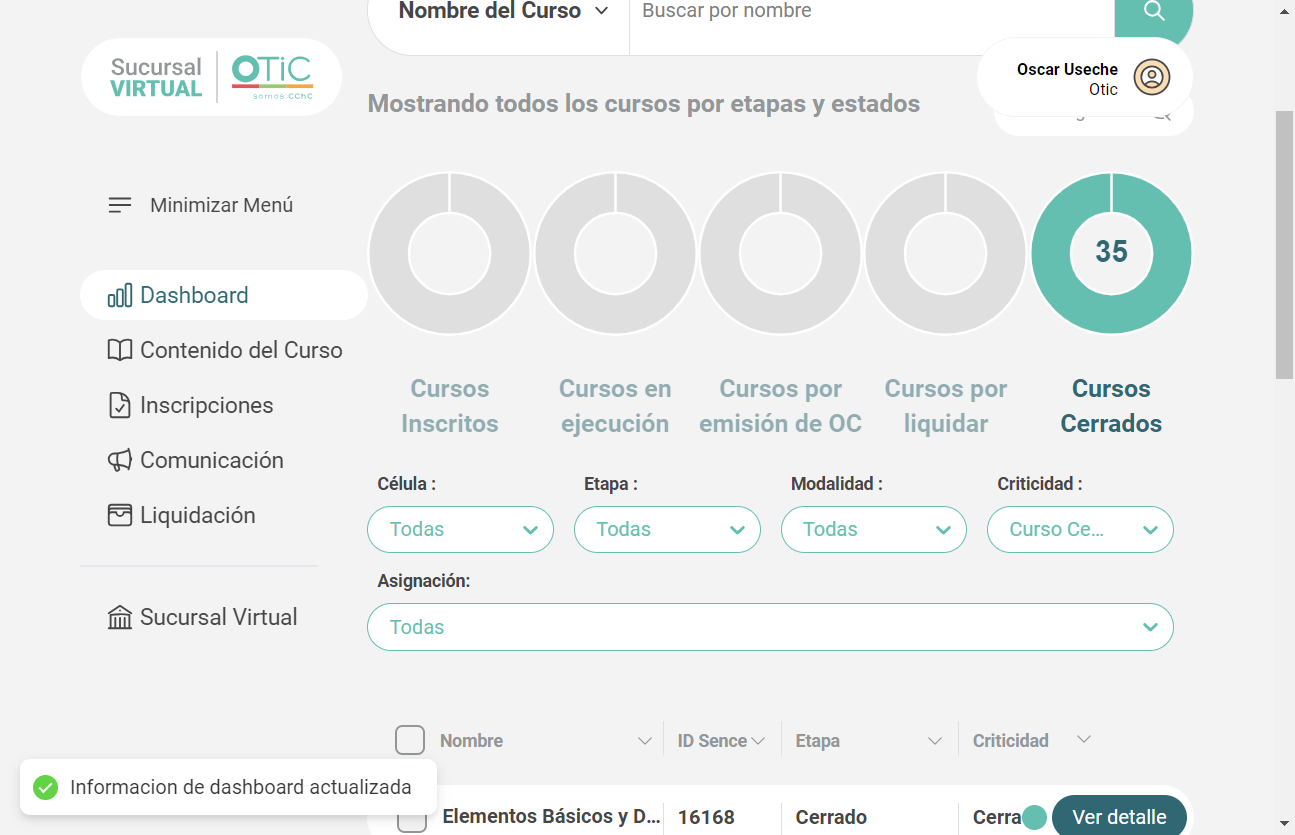 Nombre del Curso
Buscar por nombre
Sucursal
VIRTUAL
OTIC
somos CChC
Oscar Useche
Otic
Mostrando todos los cursos por etapas y estados
Minimizar Menú
Dashboard
Contenido del Curso
Inscripciones
Comunicación
Liquidación
Sucursal Virtual
35
Cursos
Inscritos
Cursos en
ejecución
Cursos por
emisión de OC
Cursos por
liquidar
Cursos
Cerrados
Célula :
Etapa :
Modalidad :
Criticidad :
Todas
Todas
Todas
Curso Ce...
Asignación:
Todas
Nombre
ID Sence
Etapa
Criticidad
Informacion de dashboard actualizada
Elementos Básicos y D...
16168
Cerrado
Cerra
Ver detalle